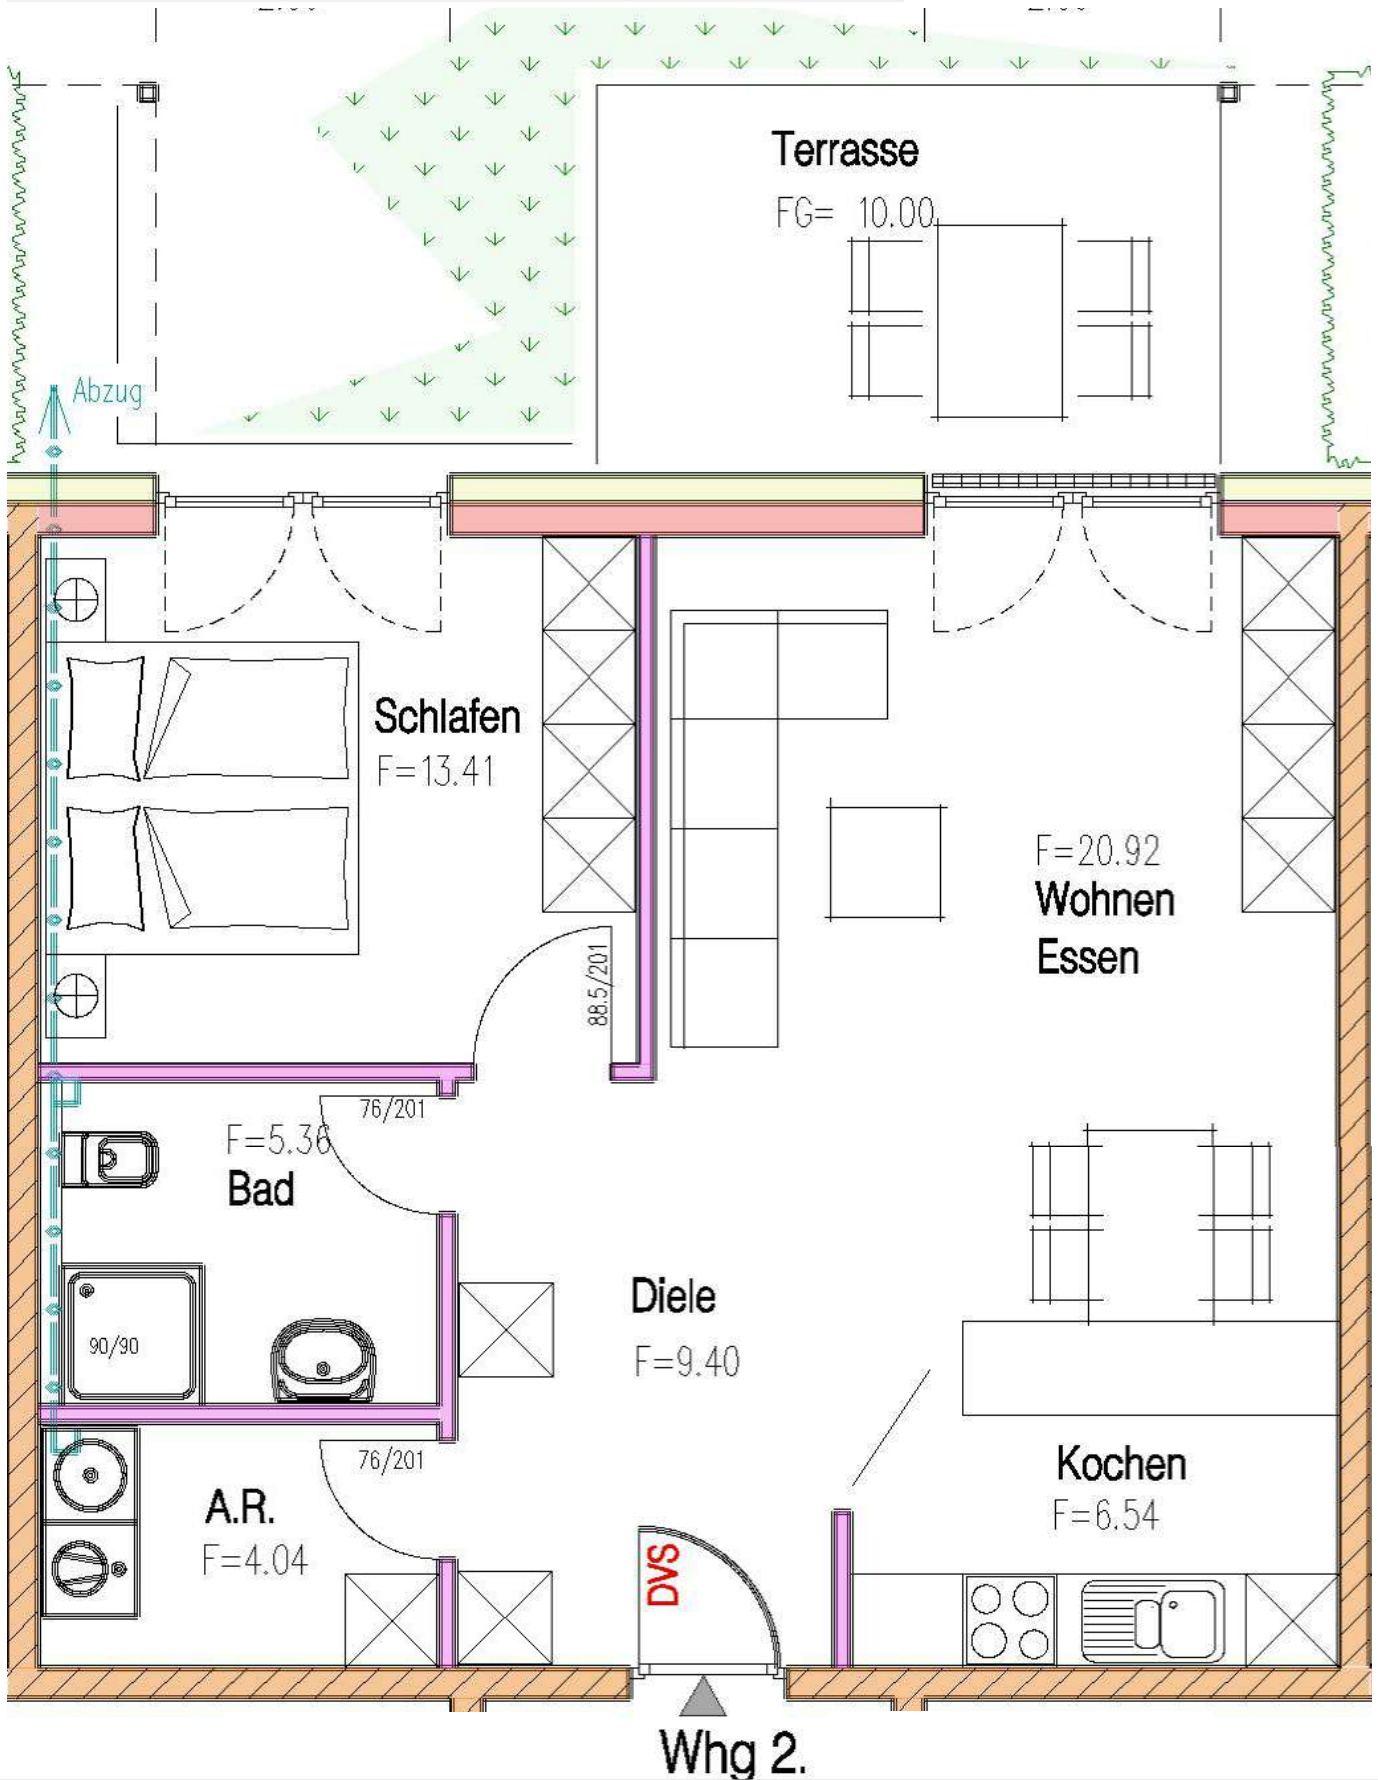 Terrasse
FG= 10.00
Abzug
Schlafen
F=13.41
F=20.92
Wohnen
Essen
88.5/201
76/201
F=5.36
Bad
Diele
F=9.40
90/90
Kochen
F=6.54
76/201
A.R.
F=4.04
DVS
Whg 2.